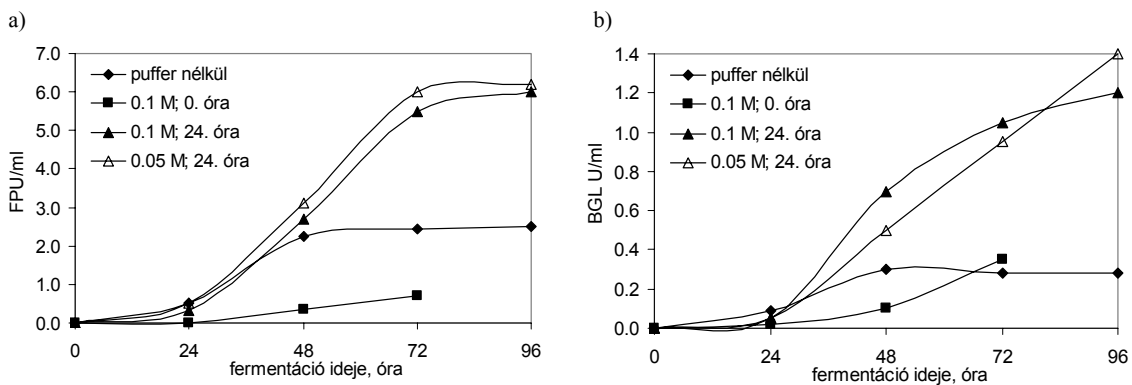 a)
7.0
6.0
5.0
4.0
3.0
2.0
1.0
0.0
FPU/ml
puffer nélkül
0.1 M; 0. óra
0.1 M; 24. óra
0.05 M; 24. óra
0 24 48 72 96
fermentáció ideje, óra
b)
1.4
1.2
1.0
0.8
0.6
0.4
0.2
0.0
BGL U/ml
puffer nélkül
0.1 M; 0. óra
0.1 M; 24. óra
0.05 M; 24. óra
0 24 48 72 96
fermentáció ideje, óra